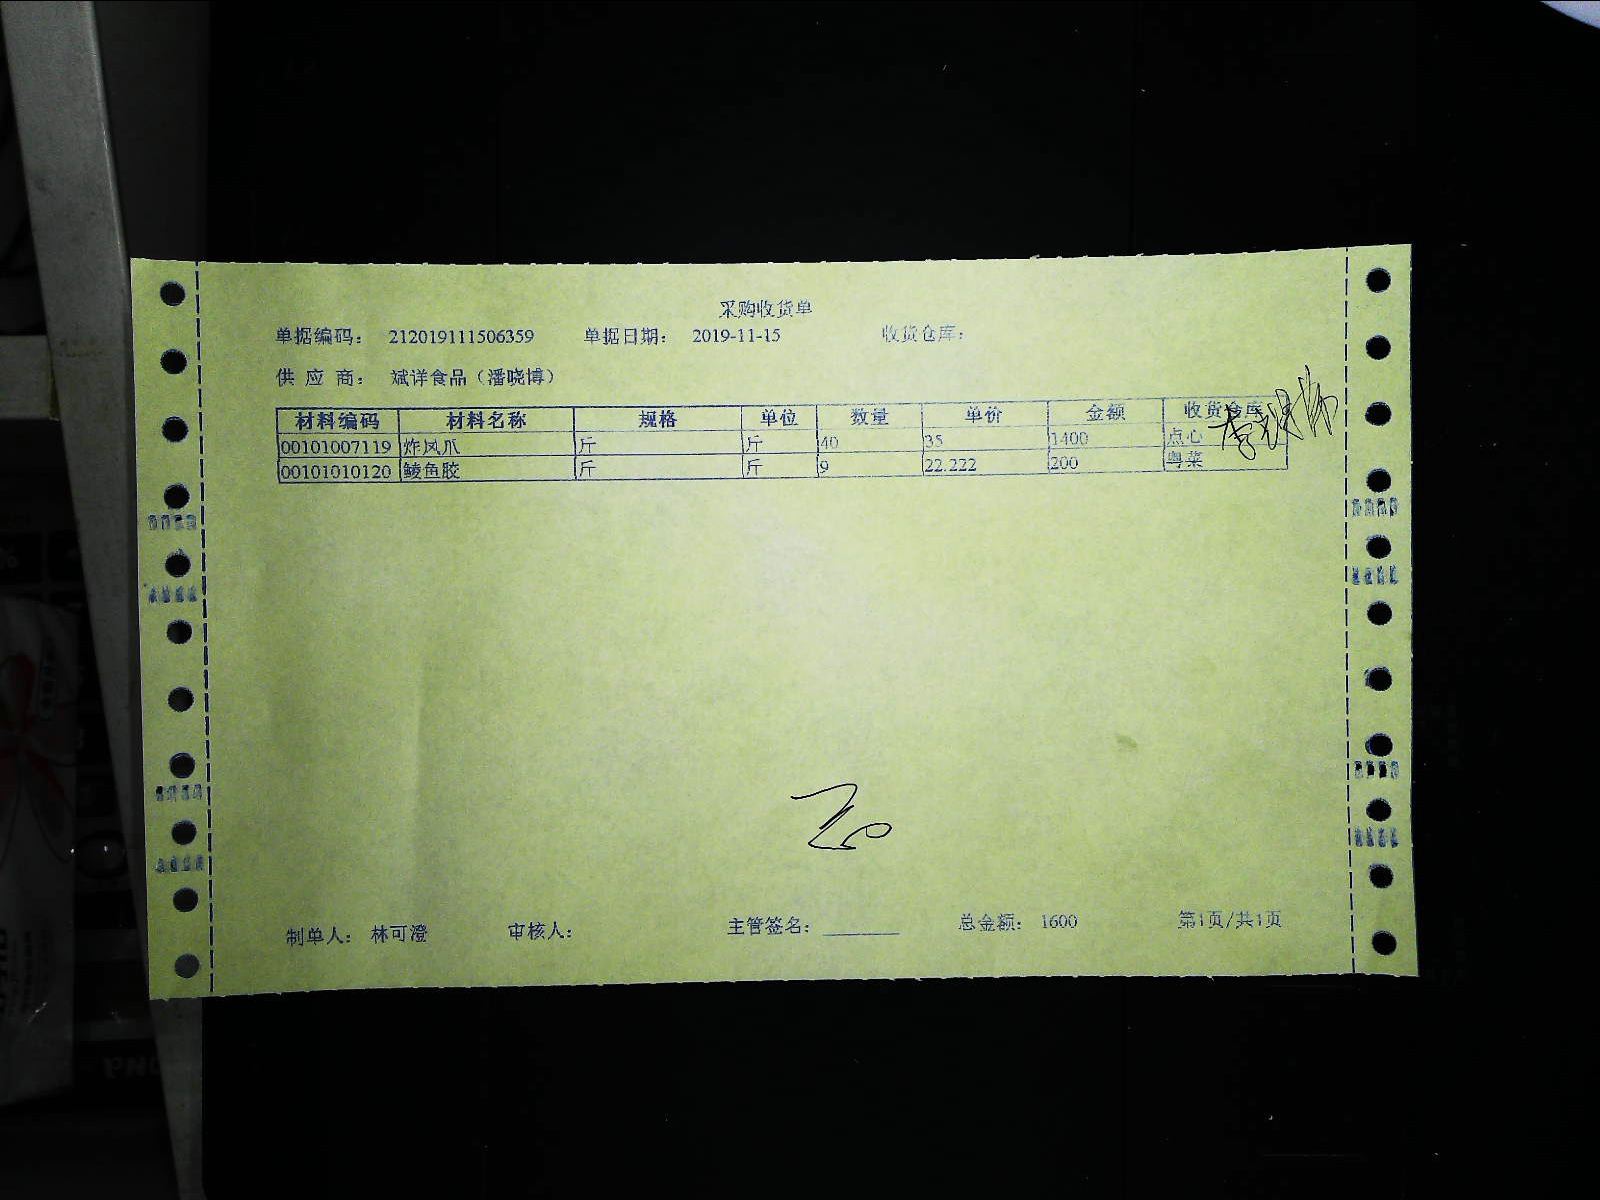 采购收货单
单据编码： 212019111506359 单据日期： 2019-11-15 收货仓库：
供 应 商： 斌洋食品（潘晓博）
材料编码 材料名称 规格 单位 数量 单价 金额 收货仓库
00101007119 炸凤爪 斤 斤 40 35 1400 点心
00101010120 鲮鱼胶 斤 斤 9 22.222 200 粤菜
制单人： 林可澄 审核人： 主管签名： 总金额： 1600 第1页/共1页